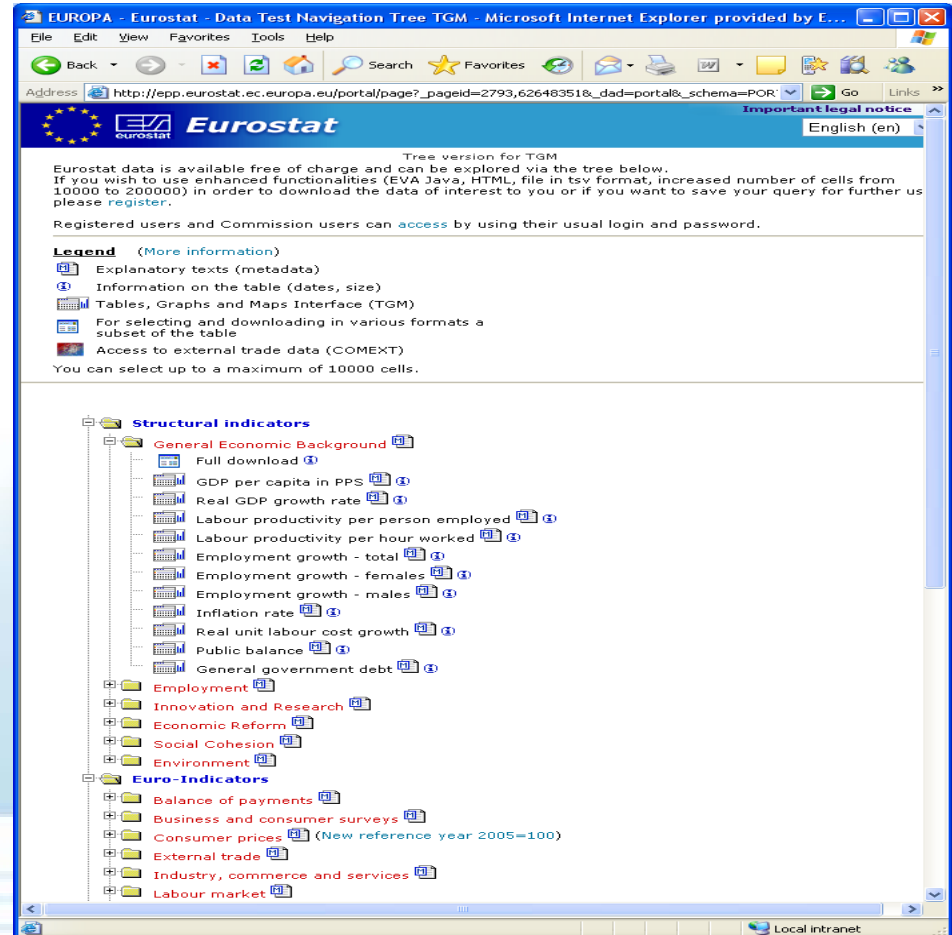 EUROPA - Eurostat - Data Test Navigation Tree TGM - Microsoft Internet Explorer provided by E...
File Edit View Favorites Tools Help
Back Search Favorites
Address http://epp.eurostat.ec.europa.eu/portal/page?_pageid=2793,62648351&_dad=portal&_schema=POR Go Links »
Important legal notice
eurostat Eurostat English (en)
Tree version for TGM
Eurostat data is available free of charge and can be explored via the tree below.
If you wish to use enhanced functionalities (EVA Java, HTML, file in tsv format, increased number of cells from
10000 to 200000) in order to download the data of interest to you or if you want to save your query for further us
please register.
Registered users and Commission users can access by using their usual login and password.
Legend (More information)
Explanatory texts (metadata)
Information on the table (dates, size)
Tables, Graphs and Maps Interface (TGM)
For selecting and downloading in various formats a
subset of the table
Access to external trade data (COMEXT)
You can select up to a maximum of 10000 cells.
Structural indicators
General Economic Background
Full download
GDP per capita in PPS
Real GDP growth rate
Labour productivity per person employed
Labour productivity per hour worked
Employment growth - total
Employment growth - females
Employment growth - males
Inflation rate
Real unit labour cost growth
Public balance
General government debt
Employment
Innovation and Research
Economic Reform
Social Cohesion
Environment
Euro-Indicators
Balance of payments
Business and consumer surveys
Consumer prices (New reference year 2005=100)
External trade
Industry, commerce and services
Labour market
Local intranet